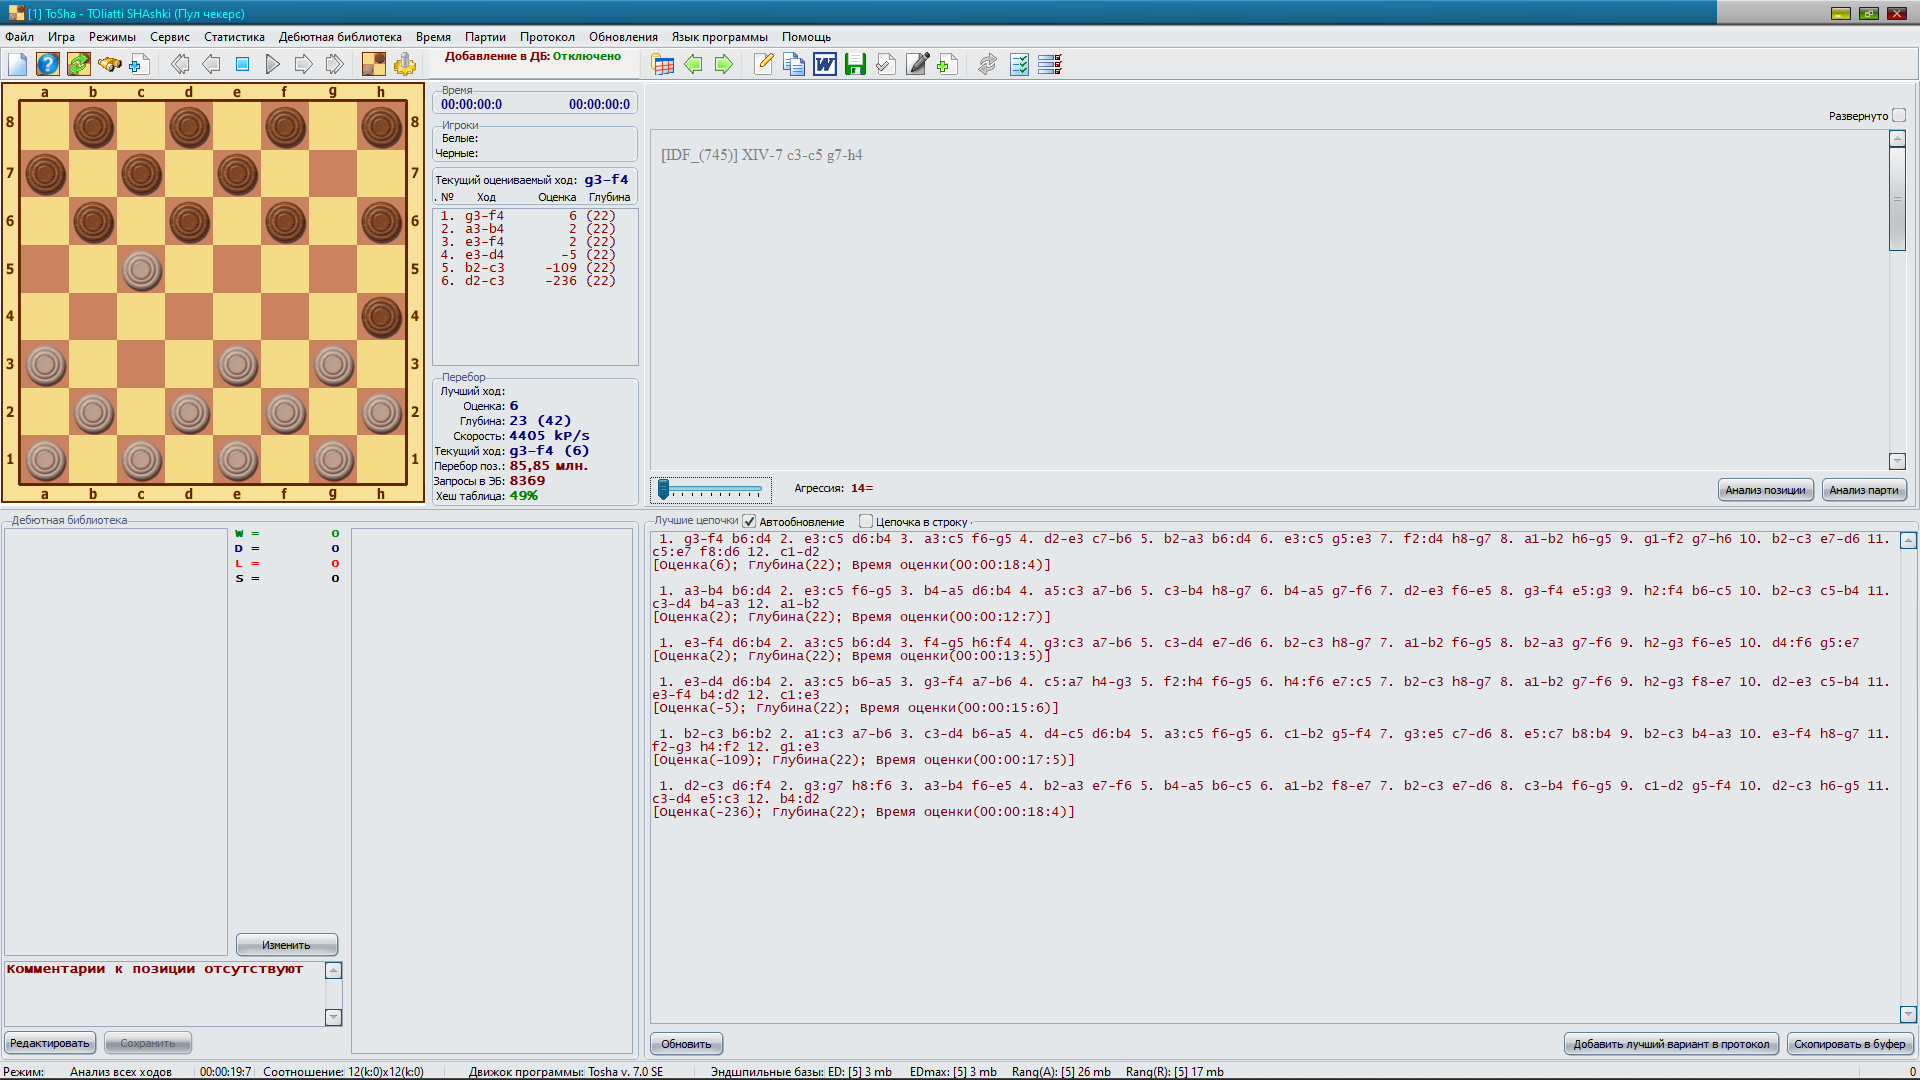 [1] ToSha - TOliatti SHAshki (Пул чекерс)
Файл Игра Режимы Сервис Статистика Дебютная библиотека Время Партии Протокол Обновления Язык программы Помощь
Добавление в ДБ: Отключено
a b c d e f g h
8 8
7 7
6 6
5 5
4 4
3 3
2 2
1 1
a b c d e f g h
Время
00:00:00:0 00:00:00:0
Игроки
Белые:
Черные:
Текущий оцениваемый ход: g3-f4
. № Ход Оценка Глубина
1. g3-f4 6 (22)
2. a3-b4 2 (22)
3. e3-f4 2 (22)
4. e3-d4 -5 (22)
5. b2-c3 -109 (22)
6. d2-c3 -236 (22)
Перебор
Лучший ход:
Оценка: 6
Глубина: 23 (42)
Скорость: 4405 kP/s
Текущий ход: g3-f4 (6)
Перебор поз.: 85,85 млн.
Запросы в ЭБ: 8369
Хеш таблица: 49%
Развернуто
[IDF_(745)] XIV-7 c3-c5 g7-h4
Агрессия: 14=
Анализ позиции Анализ парти
Дебютная библиотека
W = 0
D = 0
L = 0
S = 0
Изменить
Комментарии к позиции отсутствуют
Редактировать Сохранить
Лучшие цепочки Автообновление Цепочка в строку
1. g3-f4 b6:d4 2. e3:c5 d6:b4 3. a3:c5 f6-g5 4. d2-e3 c7-b6 5. b2-a3 b6:d4 6. e3:c5 g5:e3 7. f2:d4 h8-g7 8. a1-b2 h6-g5 9. g1-f2 g7-h6 10. b2-c3 e7-d6 11.
c5:e7 f8:d6 12. c1-d2
[Оценка(6); Глубина(22); Время оценки(00:00:18:4)]
1. a3-b4 b6:d4 2. e3:c5 f6-g5 3. b4-a5 d6:b4 4. a5:c3 a7-b6 5. c3-b4 h8-g7 6. b4-a5 g7-f6 7. d2-e3 f6-e5 8. g3-f4 e5:g3 9. h2:f4 b6-c5 10. b2-c3 c5-b4 11.
c3-d4 b4-a3 12. a1-b2
[Оценка(2); Глубина(22); Время оценки(00:00:12:7)]
1. e3-f4 d6:b4 2. a3:c5 b6:d4 3. f4-g5 h6:f4 4. g3:c3 a7-b6 5. c3-d4 e7-d6 6. b2-c3 h8-g7 7. a1-b2 f6-g5 8. b2-a3 g7-f6 9. h2-g3 f6-e5 10. d4:f6 g5:e7
[Оценка(2); Глубина(22); Время оценки(00:00:13:5)]
1. e3-d4 d6:b4 2. a3:c5 b6-a5 3. g3-f4 a7-b6 4. c5:a7 h4-g3 5. f2:h4 f6-g5 6. h4:f6 e7:c5 7. b2-c3 h8-g7 8. a1-b2 g7-f6 9. h2-g3 f8-e7 10. d2-e3 c5-b4 11.
e3-f4 b4:d2 12. c1:e3
[Оценка(-5); Глубина(22); Время оценки(00:00:15:6)]
1. b2-c3 b6:b2 2. a1:c3 a7-b6 3. c3-d4 b6-a5 4. d4-c5 d6:b4 5. a3:c5 f6-g5 6. c1-b2 g5-f4 7. g3:e5 c7-d6 8. e5:c7 b8:b4 9. b2-c3 b4-a3 10. e3-f4 h8-g7 11.
f2-g3 h4:f2 12. g1:e3
[Оценка(-109); Глубина(22); Время оценки(00:00:17:5)]
1. d2-c3 d6:f4 2. g3:g7 h8:f6 3. a3-b4 f6-e5 4. b2-a3 e7-f6 5. b4-a5 b6-c5 6. a1-b2 f8-e7 7. b2-c3 e7-d6 8. c3-b4 f6-g5 9. c1-d2 g5-f4 10. d2-c3 h6-g5 11.
c3-d4 e5:c3 12. b4:d2
[Оценка(-236); Глубина(22); Время оценки(00:00:18:4)]
Обновить Добавить лучший вариант в протокол Скопировать в буфер
Режим: Анализ всех ходов 00:00:19:7 Соотношение: 12(k:0)x12(k:0) Движок программы: Tosha v. 7.0 SE Эндшпильные базы: ED: [5] 3 mb EDmax: [5] 3 mb Rang(A): [5] 26 mb Rang(R): [5] 17 mb 0